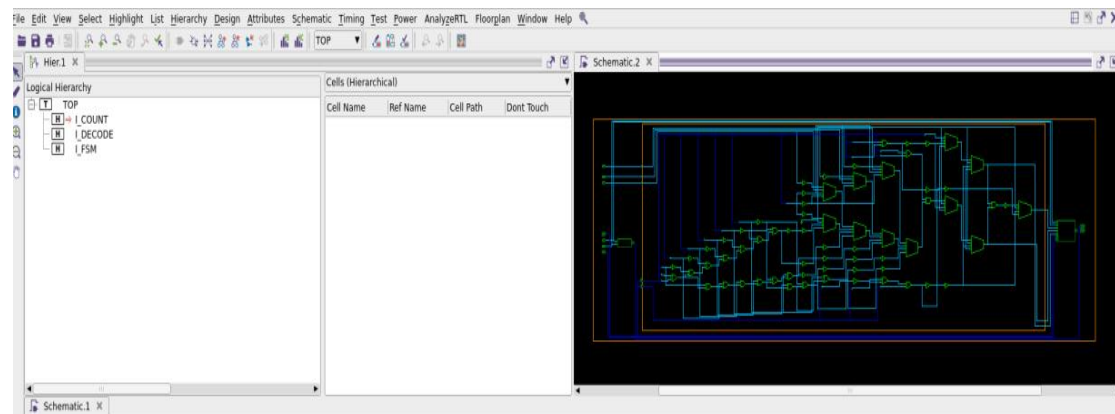 File Edit View Select Highlight List Hierarchy Design Attributes Schematic Timing Test Power AnalyzeRTL Floorplan Window Help
TOP
Hier.1 X
Schematic.2 X
Logical Hierarchy
Cells (Hierarchical)
Cell Name Ref Name Cell Path Dont Touch
T TOP
H I_COUNT
H I_DECODE
H I_FSM
Schematic.1 X